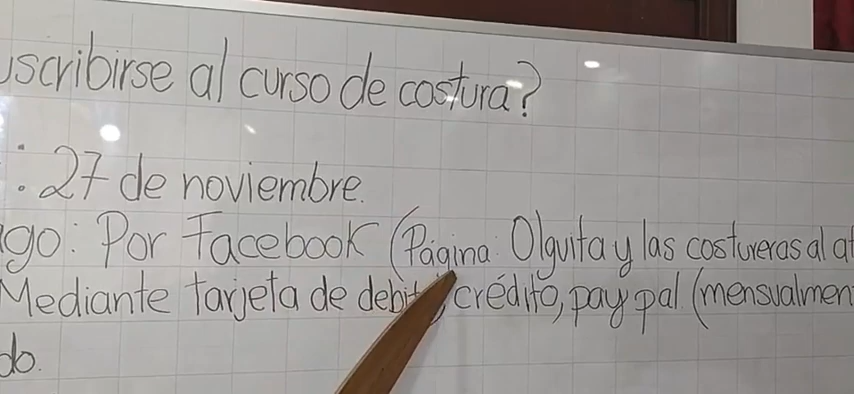 scribirse al curso de costura?
: 27 de noviembre.
go: Por Facebook (Página: Olguita y las costureras al at
Mediante tarjeta de debit, crédito, pay pal (mensualmen
do.